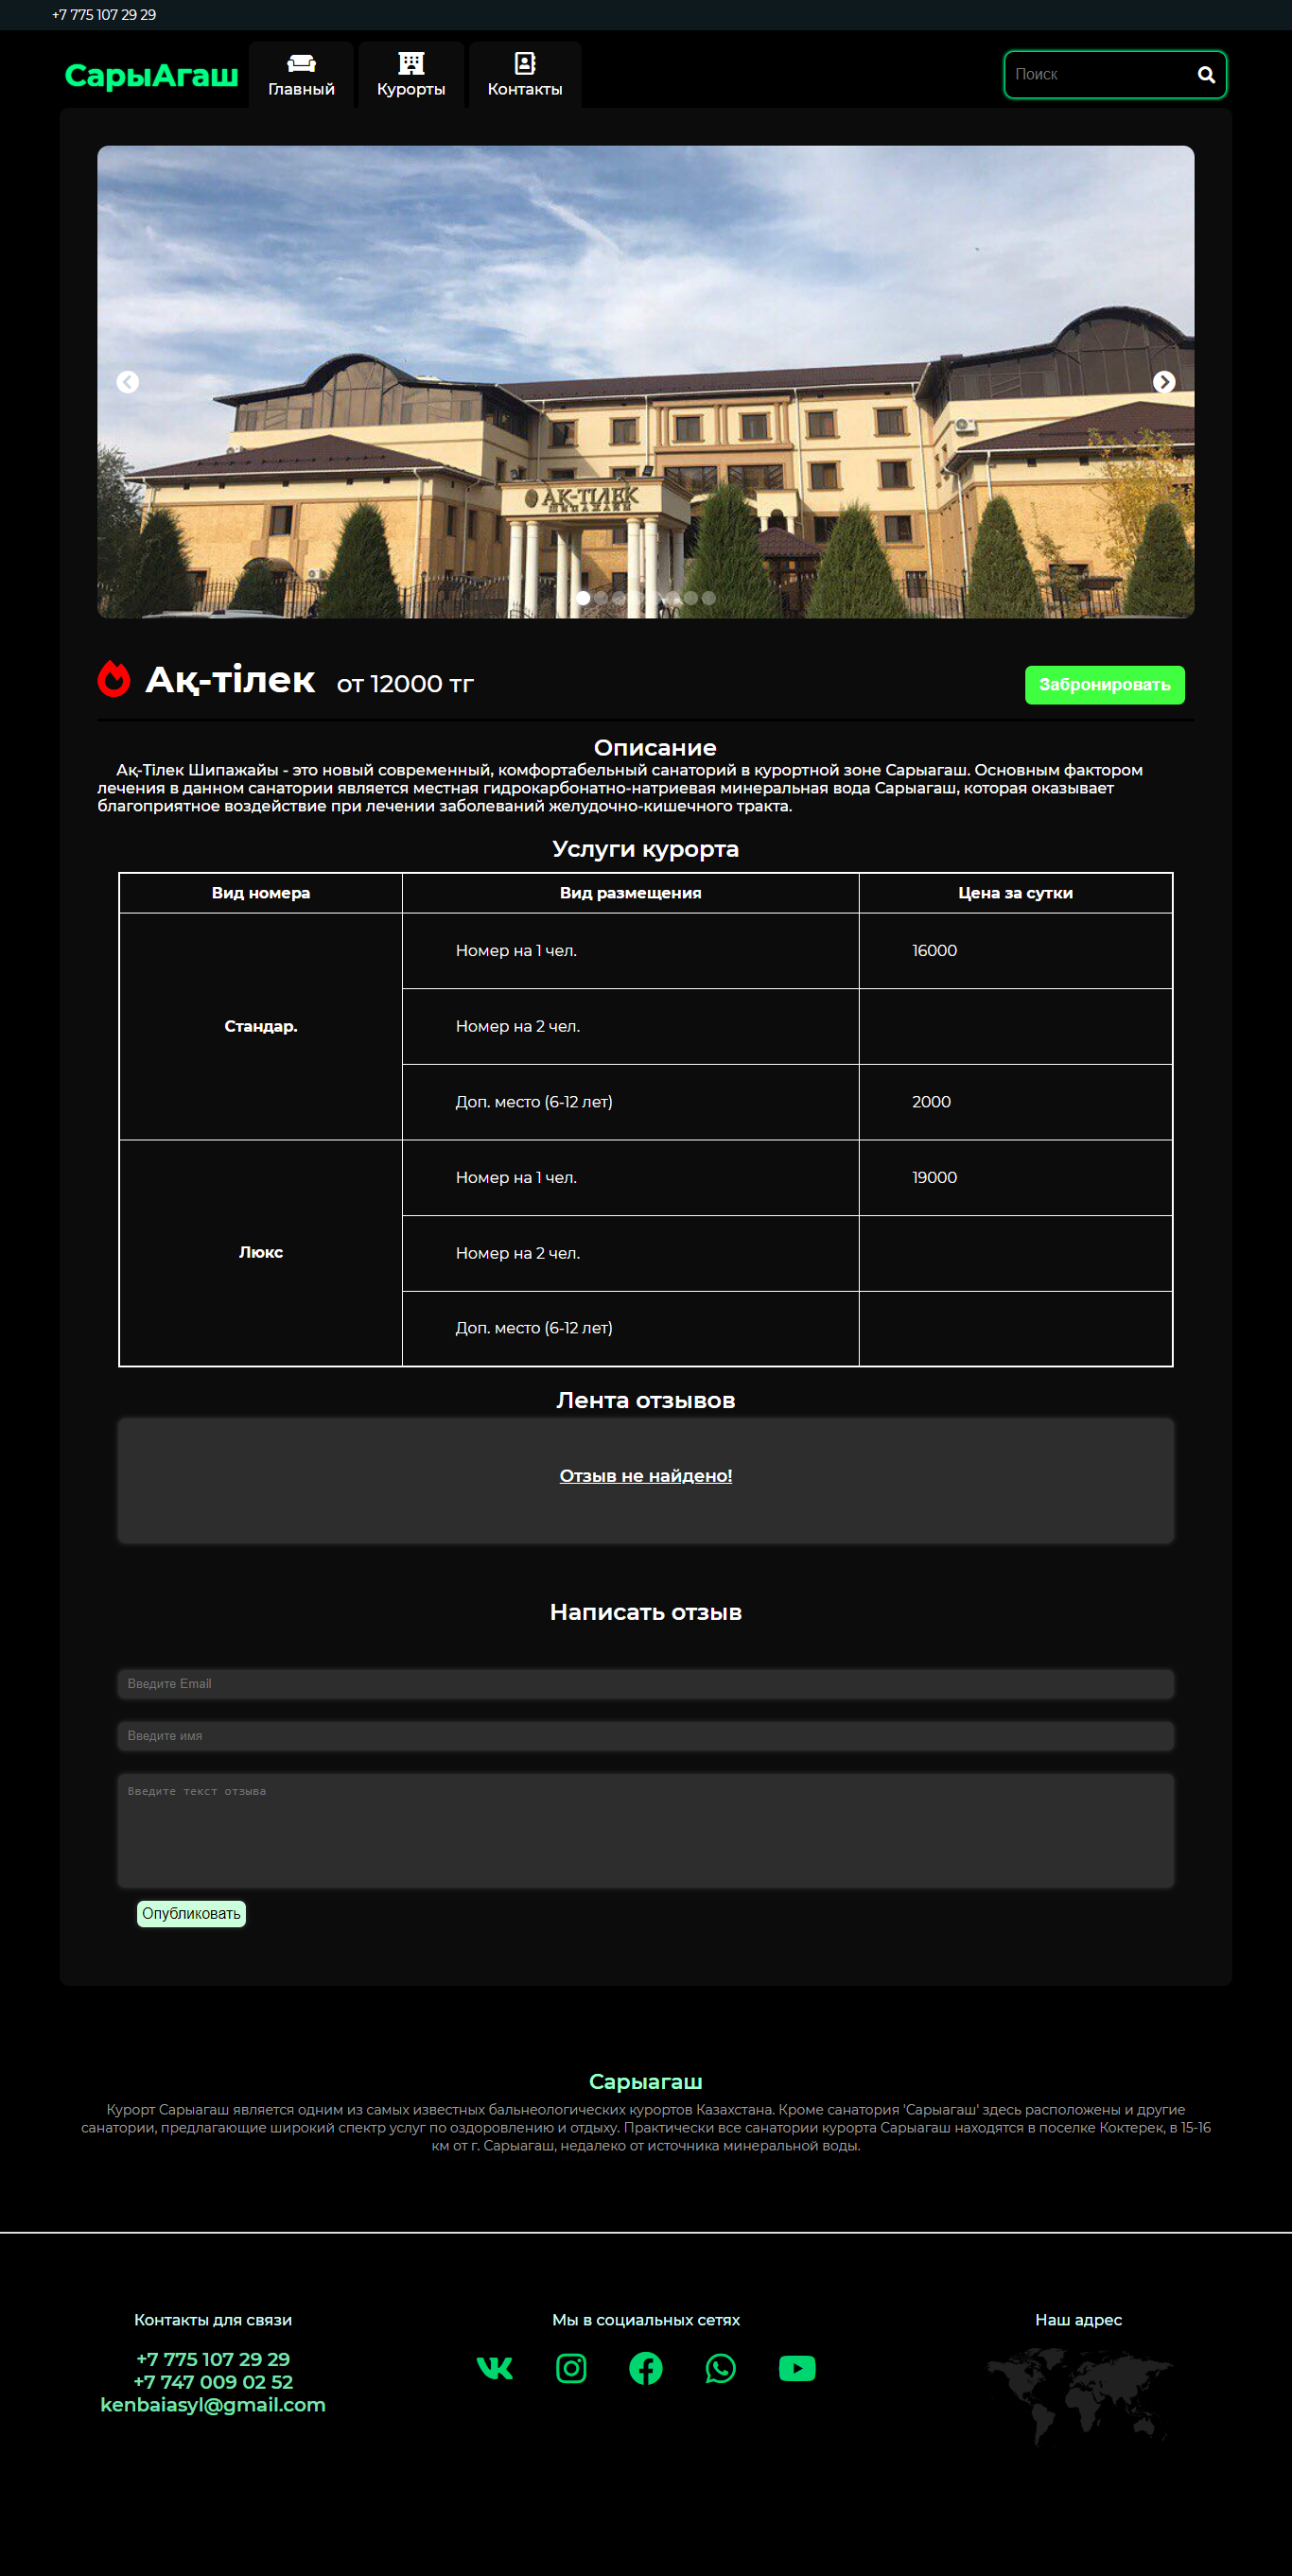 +7 775 107 29 29
СарыАгаш
Главный
Курорты
Контакты
Поиск
АҚ-ТІЛЕК
ШИПАЖАЙЫ
Ақ-тілек от 12000 тг
Забронировать
Описание
Ақ-Тілек Шипажайы - это новый современный, комфортабельный санаторий в курортной зоне Сарыагаш. Основным фактором
лечения в данном санатории является местная гидрокарбонатно-натриевая минеральная вода Сарыагаш, которая оказывает
благоприятное воздействие при лечении заболеваний желудочно-кишечного тракта.
Услуги курорта
Вид номера Вид размещения Цена за сутки
Стандар.
Номер на 1 чел. 16000
Номер на 2 чел.
Доп. место (6-12 лет) 2000
Люкс
Номер на 1 чел. 19000
Номер на 2 чел.
Доп. место (6-12 лет)
Лента отзывов
Отзыв не найдено!
Написать отзыв
Введите Email
Введите имя
Введите текст отзыва
Опубликовать
Сарыагаш
Курорт Сарыагаш является одним из самых известных бальнеологических курортов Казахстана. Кроме санатория 'Сарыагаш' здесь расположены и другие
санатории, предлагающие широкий спектр услуг по оздоровлению и отдыху. Практически все санатории курорта Сарыагаш находятся в поселке Коктерек, в 15-16
км от г. Сарыагаш, недалеко от источника минеральной воды.
Контакты для связи
+7 775 107 29 29
+7 747 009 02 52
kenbaiasyl@gmail.com
Мы в социальных сетях
Наш адрес